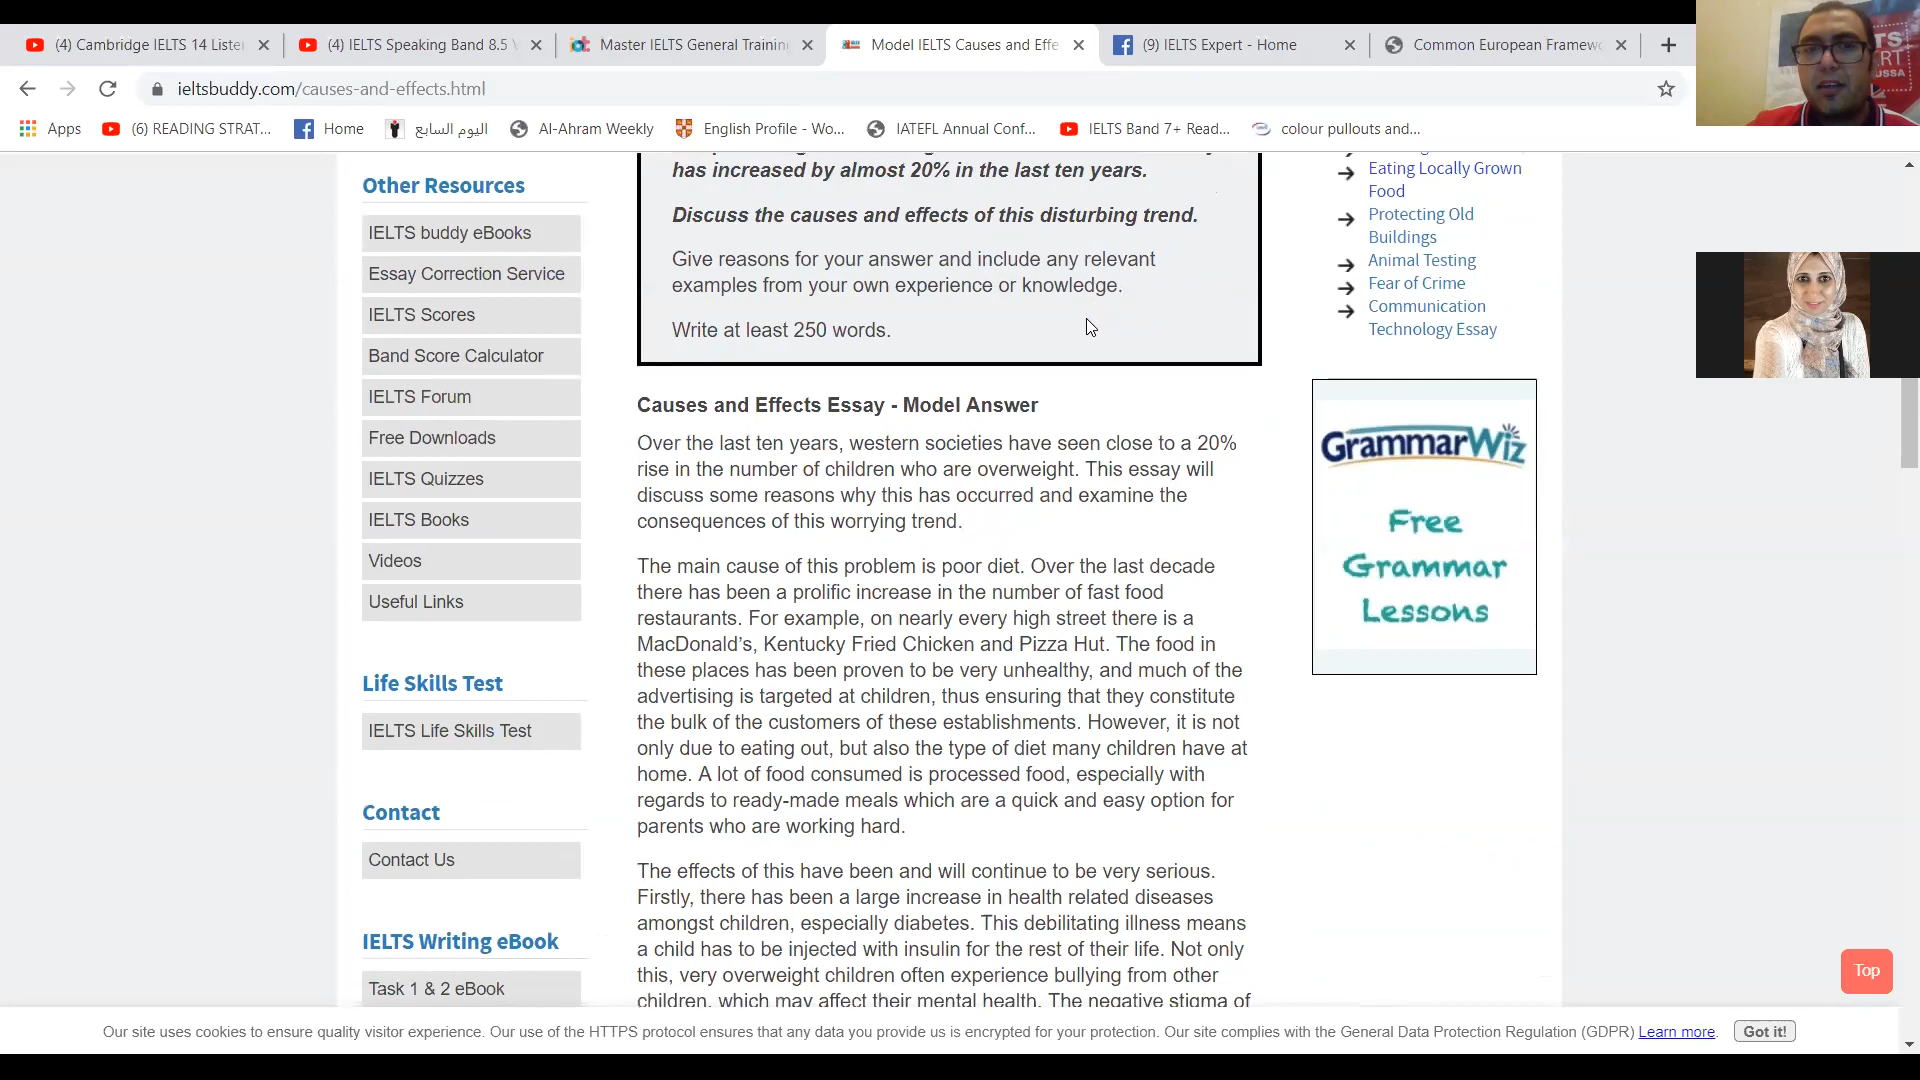 (4) Cambridge IELTS 14 Liste
(4) IELTS Speaking Band 8.5
Master IELTS General Trainin
Model IELTS Causes and Effe
(9) IELTS Expert - Home
Common European Framew
ieltsbuddy.com/causes-and-effects.html
Apps
(6) READING STRAT...
Home
اليوم السابع
Al-Ahram Weekly
English Profile - Wo...
IATEFL Annual Conf...
IELTS Band 7+ Read...
colour pullouts and...
Other Resources
IELTS buddy eBooks
Essay Correction Service
IELTS Scores
Band Score Calculator
IELTS Forum
Free Downloads
IELTS Quizzes
IELTS Books
Videos
Useful Links
Life Skills Test
IELTS Life Skills Test
Contact
Contact Us
IELTS Writing eBook
Task 1 & 2 eBook
has increased by almost 20% in the last ten years.
Discuss the causes and effects of this disturbing trend.
Give reasons for your answer and include any relevant
examples from your own experience or knowledge.
Write at least 250 words.
Causes and Effects Essay - Model Answer
Over the last ten years, western societies have seen close to a 20%
rise in the number of children who are overweight. This essay will
discuss some reasons why this has occurred and examine the
consequences of this worrying trend.
The main cause of this problem is poor diet. Over the last decade
there has been a prolific increase in the number of fast food
restaurants. For example, on nearly every high street there is a
MacDonald's, Kentucky Fried Chicken and Pizza Hut. The food in
these places has been proven to be very unhealthy, and much of the
advertising is targeted at children, thus ensuring that they constitute
the bulk of the customers of these establishments. However, it is not
only due to eating out, but also the type of diet many children have at
home. A lot of food consumed is processed food, especially with
regards to ready-made meals which are a quick and easy option for
parents who are working hard.
The effects of this have been and will continue to be very serious.
Firstly, there has been a large increase in health related diseases
amongst children, especially diabetes. This debilitating illness means
a child has to be injected with insulin for the rest of their life. Not only
this, very overweight children often experience bullying from other
children, which may affect their mental health. The negative stigma of
Eating Locally Grown
Food
Protecting Old
Buildings
Animal Testing
Fear of Crime
Communication
Technology Essay
GrammarWiz
Free
Grammar
Lessons
Top
Our site uses cookies to ensure quality visitor experience. Our use of the HTTPS protocol ensures that any data you provide us is encrypted for your protection. Our site complies with the General Data Protection Regulation (GDPR) Learn more.
Got it!